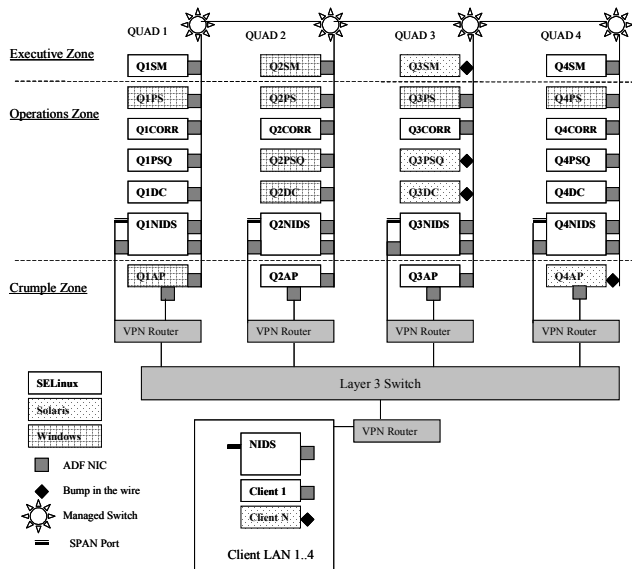 QUAD 1
QUAD 2
QUAD 3
QUAD 4
Executive Zone
Q1SM
Q2SM
Q3SM
Q4SM
Operations Zone
Q1PS
Q2PS
Q3PS
Q4PS
Q1CORR
Q2CORR
Q3CORR
Q4CORR
Q1PSQ
Q2PSQ
Q3PSQ
Q4PSQ
Q1DC
Q2DC
Q3DC
Q4DC
Q1NIDS
Q2NIDS
Q3NIDS
Q4NIDS
Crumple Zone
Q1AP
Q2AP
Q3AP
Q4AP
VPN Router
VPN Router
VPN Router
VPN Router
Layer 3 Switch
VPN Router
SELinux
Solaris
Windows
ADF NIC
Bump in the wire
Managed Switch
SPAN Port
NIDS
Client 1
Client N
Client LAN 1..4